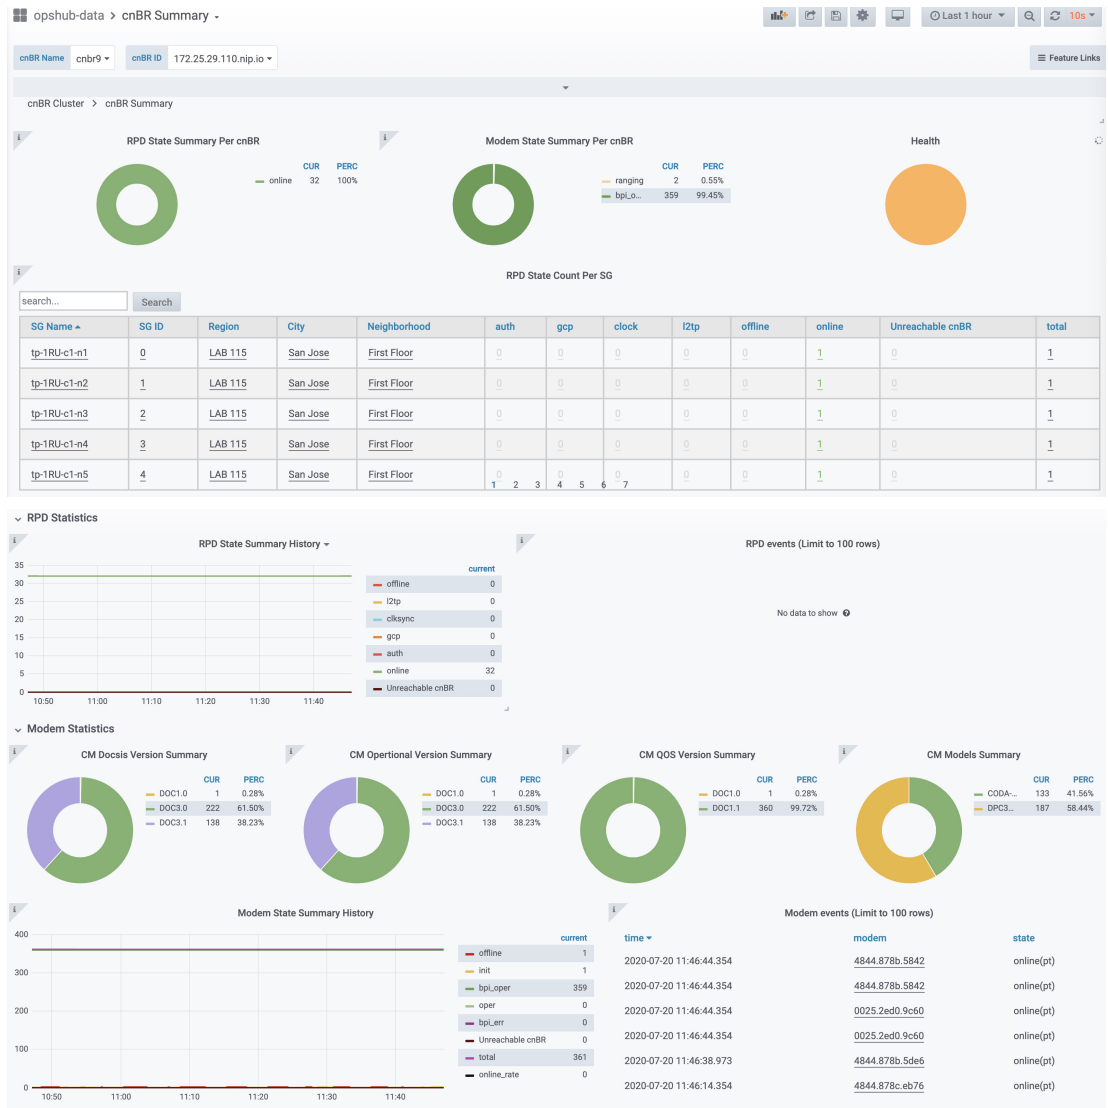 opshub-data > cnBR Summary
Last 1 hour
10s
cnBR Name cnbr9 cnBR ID 172.25.29.110.nip.io
Feature Links
cnBR Cluster > cnBR Summary
RPD State Summary Per cnBR
CUR PERC
online 32 100%
Modem State Summary Per cnBR
CUR PERC
ranging 2 0.55%
bpi_o... 359 99.45%
Health
RPD State Count Per SG
search... Search
SG Name SG ID Region City Neighborhood auth gcp clock l2tp offline online Unreachable cnBR total
tp-1RU-c1-n1 0 LAB 115 San Jose First Floor 0 0 0 0 0 1 0 1
tp-1RU-c1-n2 1 LAB 115 San Jose First Floor 0 0 0 0 0 1 0 1
tp-1RU-c1-n3 2 LAB 115 San Jose First Floor 0 0 0 0 0 1 0 1
tp-1RU-c1-n4 3 LAB 115 San Jose First Floor 0 0 0 0 0 1 0 1
tp-1RU-c1-n5 4 LAB 115 San Jose First Floor 0 0 0 0 0 1 0 1
1 2 3 4 5 6 7
RPD Statistics
RPD State Summary History
35
30
25
20
15
10
5
0
10:50 11:00 11:10 11:20 11:30 11:40
current
offline 0
l2tp 0
clksync 0
gcp 0
auth 0
online 32
Unreachable cnBR 0
RPD events (Limit to 100 rows)
No data to show
Modem Statistics
CM Docsis Version Summary
CUR PERC
DOC1.0 1 0.28%
DOC3.0 222 61.50%
DOC3.1 138 38.23%
CM Opertional Version Summary
CUR PERC
DOC1.0 1 0.28%
DOC3.0 222 61.50%
DOC3.1 138 38.23%
CM QOS Version Summary
CUR PERC
DOC1.0 1 0.28%
DOC1.1 360 99.72%
CM Models Summary
CUR PERC
CODA-... 133 41.56%
DPC3... 187 58.44%
Modem State Summary History
400
300
200
100
0
10:50 11:00 11:10 11:20 11:30 11:40
current
offline 1
init 1
bpi_oper 359
oper 0
bpi_err 0
Unreachable cnBR 0
total 361
online_rate 0
Modem events (Limit to 100 rows)
time modem state
2020-07-20 11:46:44.354 4844.878b.5842 online(pt)
2020-07-20 11:46:44.354 4844.878b.5842 online(pt)
2020-07-20 11:46:44.354 0025.2ed0.9c60 online(pt)
2020-07-20 11:46:44.354 0025.2ed0.9c60 online(pt)
2020-07-20 11:46:38.973 4844.878b.5de6 online(pt)
2020-07-20 11:46:14.354 4844.878c.eb76 online(pt)